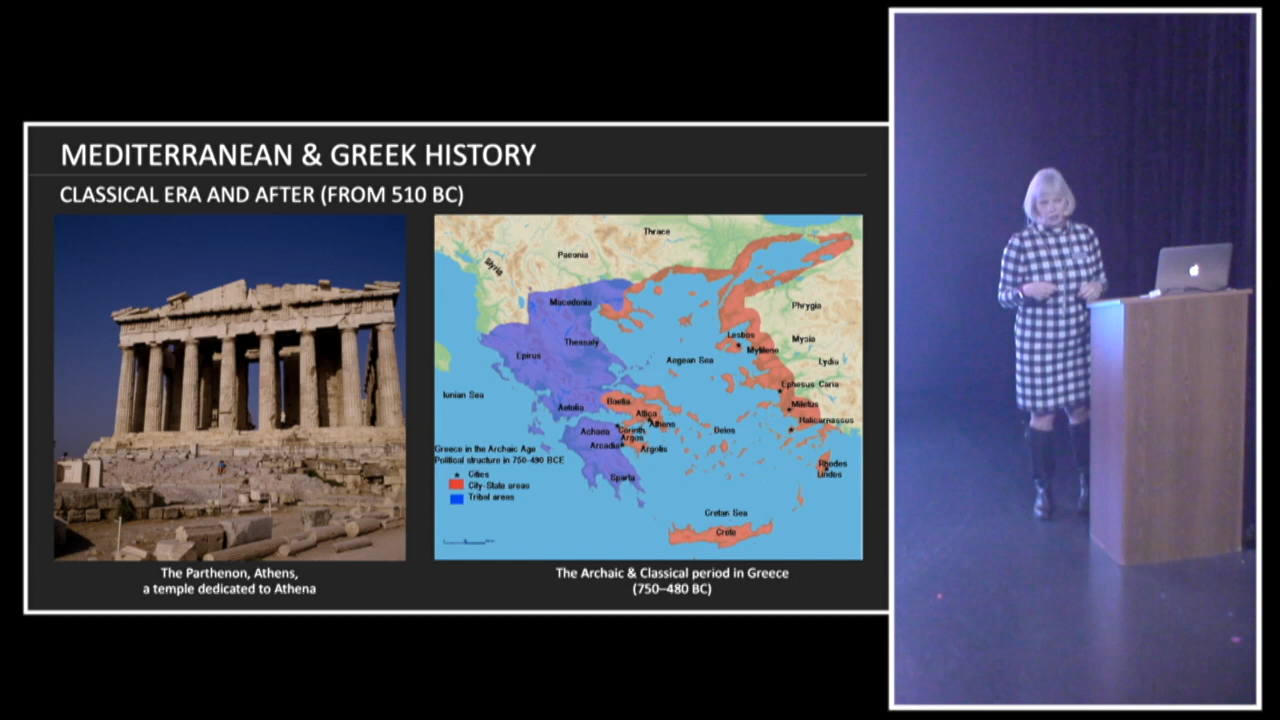 MEDITERRANEAN & GREEK HISTORY
CLASSICAL ERA AND AFTER (FROM 510 BC)
Thrace
Paeonia
Illyria
Macedonia
Phrygia
Lesbos
Mytilene
Mysia
Thessaly
Epirus
Aegean Sea
Lydia
Ephesus
Caria
Ionian Sea
Boetia
Miletus
Aetolia
Attica
Athens
Halicarnassus
Achaea
Corinth
Delos
Argos
Arcadia
Argolis
Greece in the Archaic Age
Political structure in 750-490 BCE
Cities
City-State areas
Tribal areas
Sparta
Rhodes
Lindos
Cretan Sea
Crete
The Parthenon, Athens,
a temple dedicated to Athena
The Archaic & Classical period in Greece
(750–480 BC)